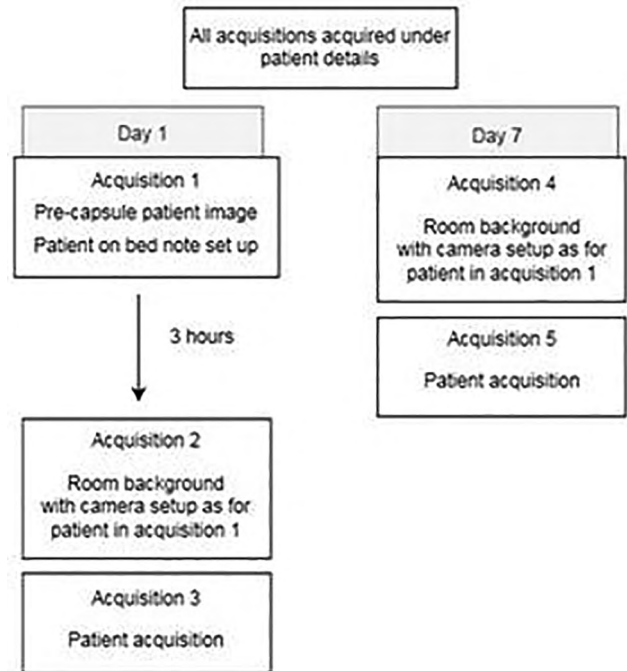 All acquisitions acquired under
patient details
Day 1
Acquisition 1
Pre-capsule patient image
Patient on bed note set up
3 hours
Acquisition 2
Room background
with camera setup as for
patient in acquisition 1
Acquisition 3
Patient acquisition
Day 7
Acquisition 4
Room background
with camera setup as for
patient in acquisition 1
Acquisition 5
Patient acquisition